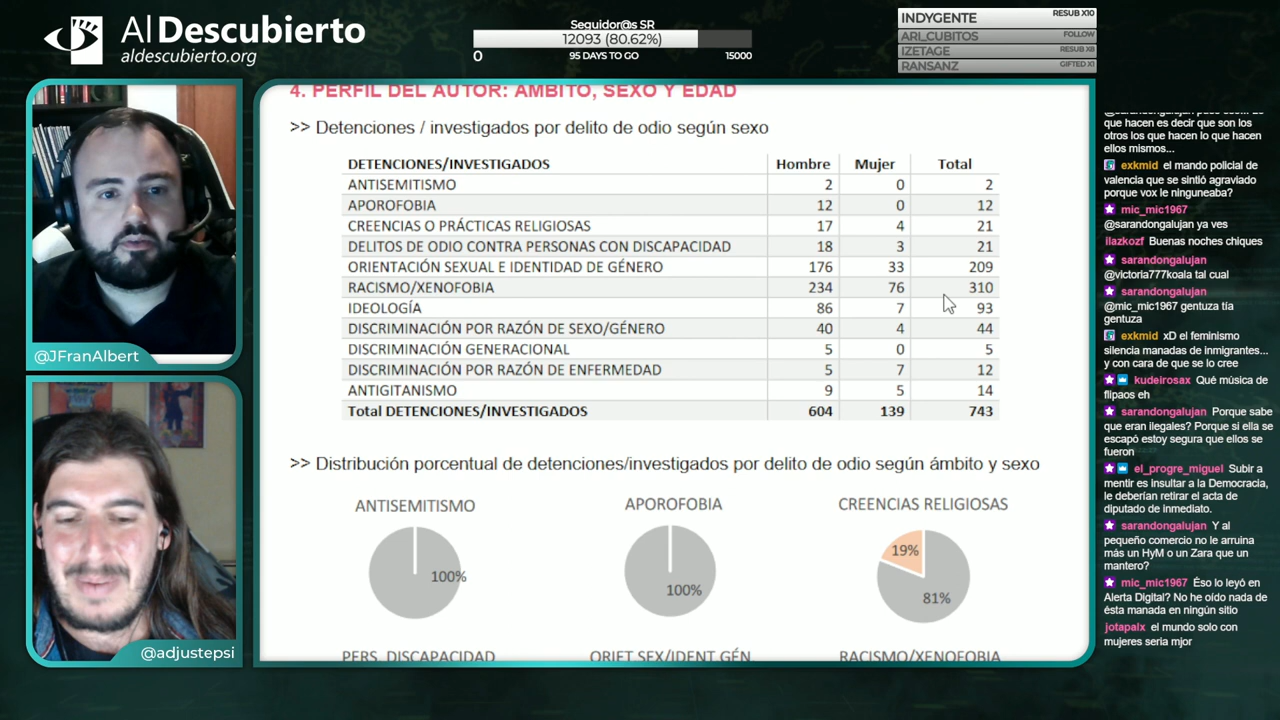 Al Descubierto
aldescubierto.org
Seguidor@s SR
12093 (80.62%)
0
95 DAYS TO GO
15000
INDYGENTE RESUB X10
ARI_CUBITOS FOLLOW
IZETAGE RESUB X8
RANSANZ GIFTED X1
@JFranAlbert
@adjustepsi
4. PERFIL DEL AUTOR: ÁMBITO, SEXO Y EDAD
>> Detenciones / investigados por delito de odio según sexo
DETENCIONES/INVESTIGADOS Hombre Mujer Total
ANTISEMITISMO 2 0 2
APOROFOBIA 12 0 12
CREENCIAS O PRÁCTICAS RELIGIOSAS 17 4 21
DELITOS DE ODIO CONTRA PERSONAS CON DISCAPACIDAD 18 3 21
ORIENTACIÓN SEXUAL E IDENTIDAD DE GÉNERO 176 33 209
RACISMO/XENOFOBIA 234 76 310
IDEOLOGÍA 86 7 93
DISCRIMINACIÓN POR RAZÓN DE SEXO/GÉNERO 40 4 44
DISCRIMINACIÓN GENERACIONAL 5 0 5
DISCRIMINACIÓN POR RAZÓN DE ENFERMEDAD 5 7 12
ANTIGITANISMO 9 5 14
Total DETENCIONES/INVESTIGADOS 604 139 743
>> Distribución porcentual de detenciones/investigados por delito de odio según ámbito y sexo
ANTISEMITISMO
100%
APOROFOBIA
100%
CREENCIAS RELIGIOSAS
19%
81%
PERS. DISCAPACIDAD
ORIET.SEX/IDENT.GÉN
RACISMO/XENOFOBIA
que hacen es decir que son los
otros los que hacen lo que hacen
ellos mismos...
exkmid el mando policial de
valencia que se sintió agraviado
porque vox le ninguneaba?
mic_mic1967
@sarandongalujan ya ves
ilazkozf Buenas noches chiques
sarandongalujan
@victoria777koala tal cual
sarandongalujan
@mic_mic1967 gentuza tía
gentuza
exkmid xD el feminismo
silencia manadas de inmigrantes...
y con cara de que se lo cree
kudeirosax Qué música de
flipaos eh
sarandongalujan Porque sabe
que eran ilegales? Porque si ella se
escapó estoy segura que ellos se
fueron
el_progre_miguel Subir a
mentir es insultar a la Democracia,
le deberían retirar el acta de
diputado de inmediato.
sarandongalujan Y al
pequeño comercio no le arruina
más un HyM o un Zara que un
mantero?
mic_mic1967 Éso lo leyó en
Alerta Digital? No he oído nada de
ésta manada en ningún sitio
jotapalx el mundo solo con
mujeres seria mjor